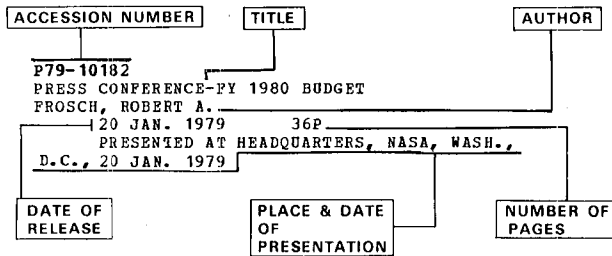 ACCESSION NUMBER TITLE AUTHOR
P79-10182
PRESS CONFERENCE-FY 1980 BUDGET
FROSCH, ROBERT A.
20 JAN. 1979 36P
PRESENTED AT HEADQUARTERS, NASA, WASH.,
D.C., 20 JAN. 1979
DATE OF
RELEASE
PLACE & DATE
OF
PRESENTATION
NUMBER OF
PAGES